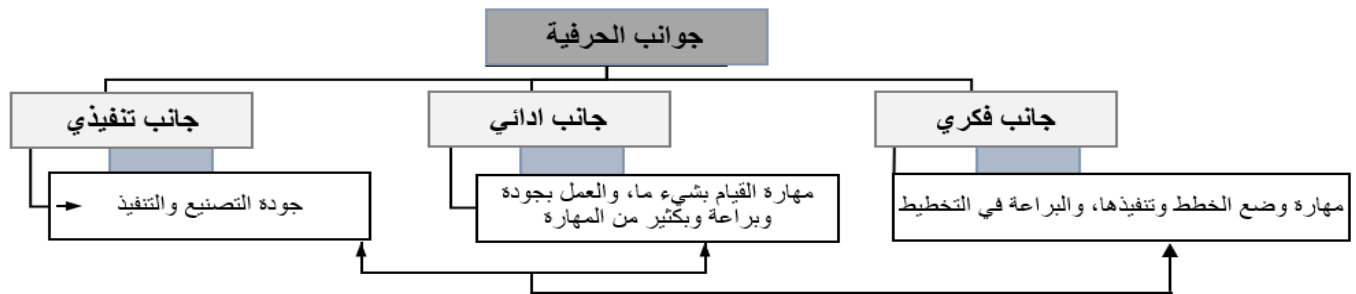 جوانب الحرفية
جانب فكري
جانب ادائي
جانب تنفيذي
مهارة وضع الخطط وتنفيذها، والبراعة في التخطيط
مهارة القيام بشيء ما، والعمل بجودة
وبراعة وبكثير من المهارة
جودة التصنيع والتنفيذ